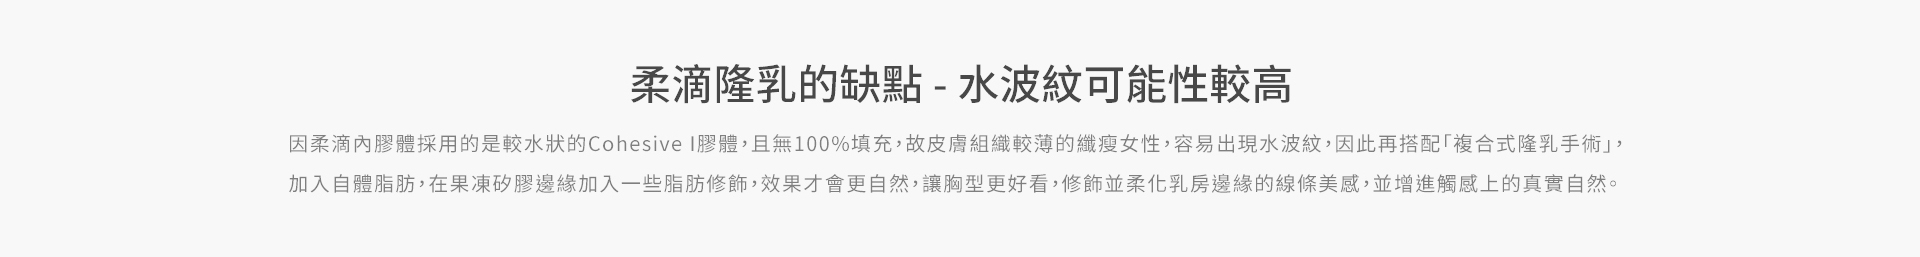 柔滴隆乳的缺點 - 水波紋可能性較高
因柔滴內膠體採用的是較水狀的Cohesive I膠體，且無100%填充，故皮膚組織較薄的纖瘦女性，容易出現水波紋，因此再搭配「複合式隆乳手術」，
加入自體脂肪，在果凍矽膠邊緣加入一些脂肪修飾，效果才會更自然，讓胸型更好看，修飾並柔化乳房邊緣的線條美感，並增進觸感上的真實自然。